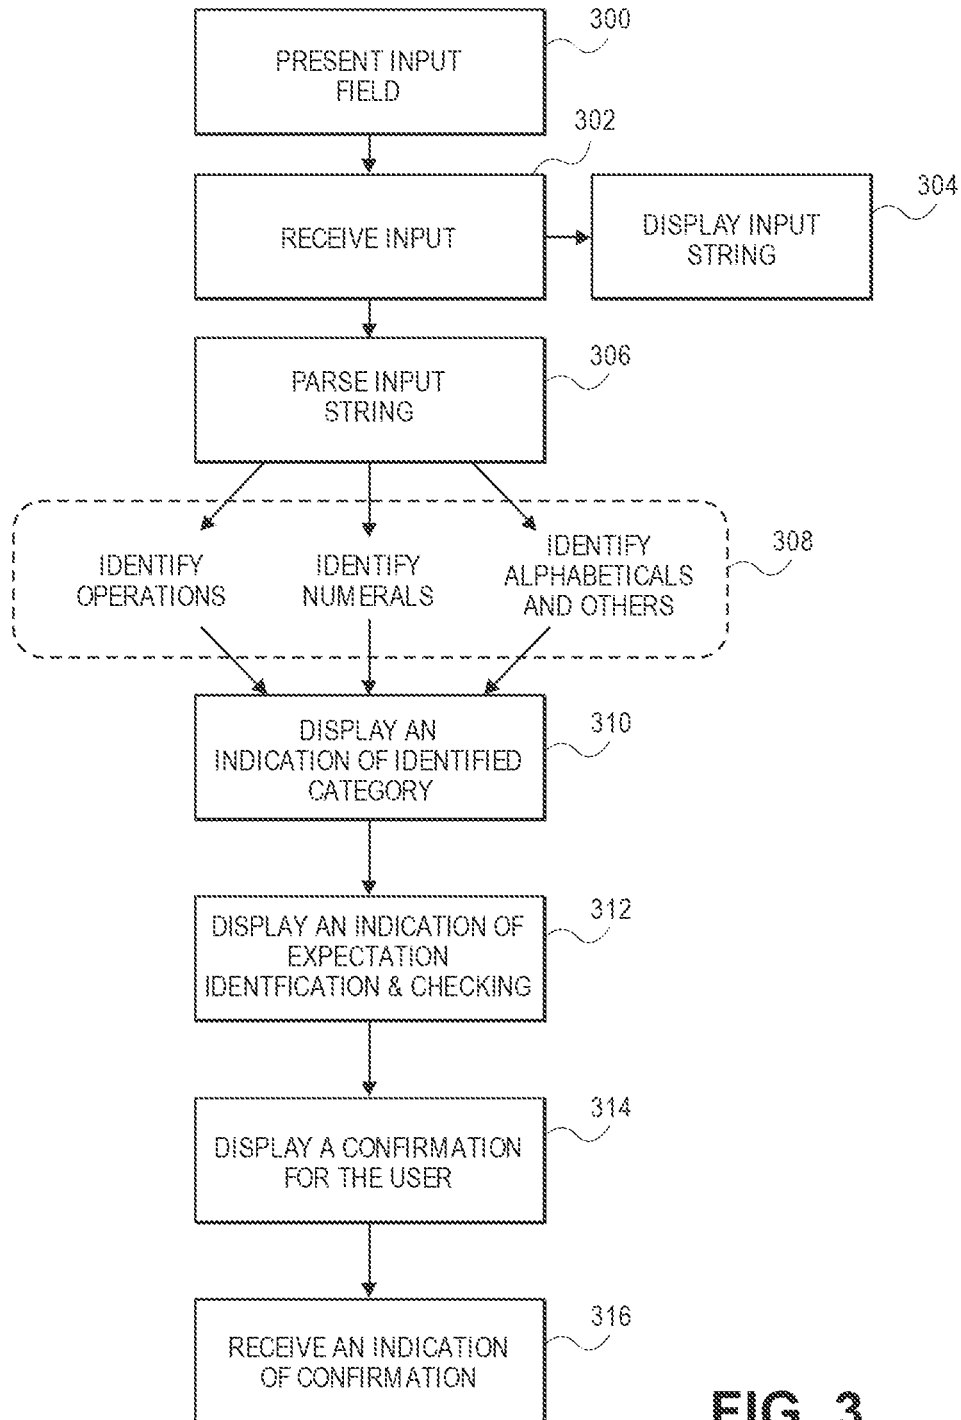 300
PRESENT INPUT
FIELD
302
RECEIVE INPUT
304
DISPLAY INPUT
STRING
306
PARSE INPUT
STRING
308
IDENTIFY
OPERATIONS
IDENTIFY
NUMERALS
IDENTIFY
ALPHABETICALS
AND OTHERS
310
DISPLAY AN
INDICATION OF IDENTIFIED
CATEGORY
312
DISPLAY AN INDICATION OF
EXPECTATION
IDENTFICATION & CHECKING
314
DISPLAY A CONFIRMATION
FOR THE USER
316
RECEIVE AN INDICATION
OF CONFIRMATION
FIG. 3